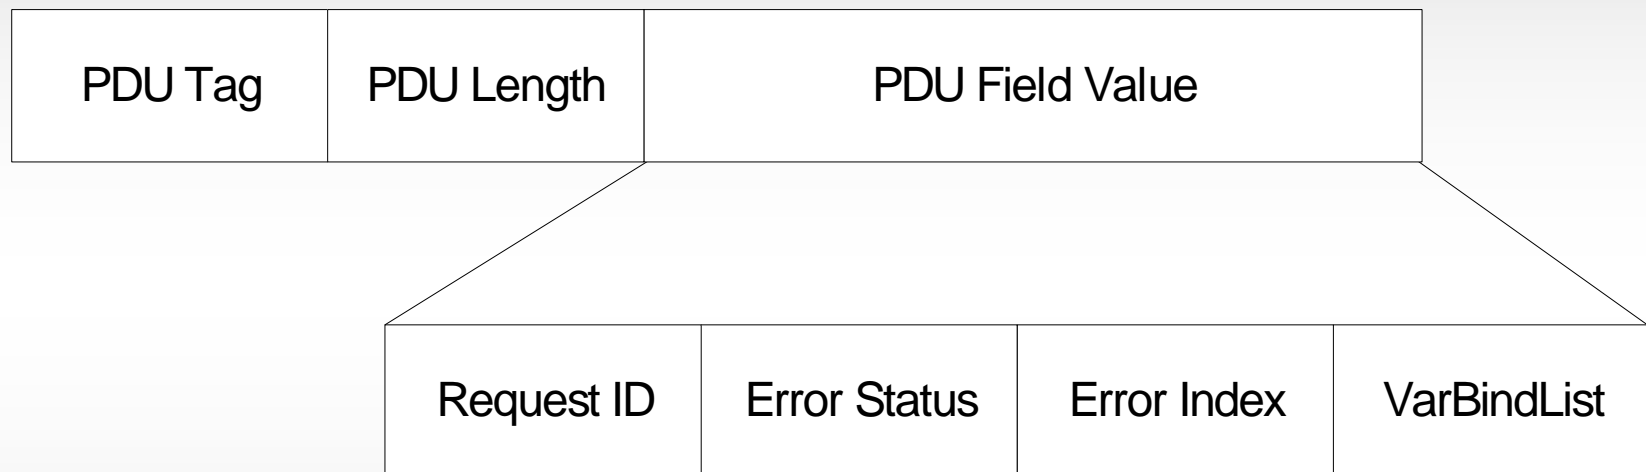 PDU Tag PDU Length PDU Field Value
Request ID Error Status Error Index VarBindList